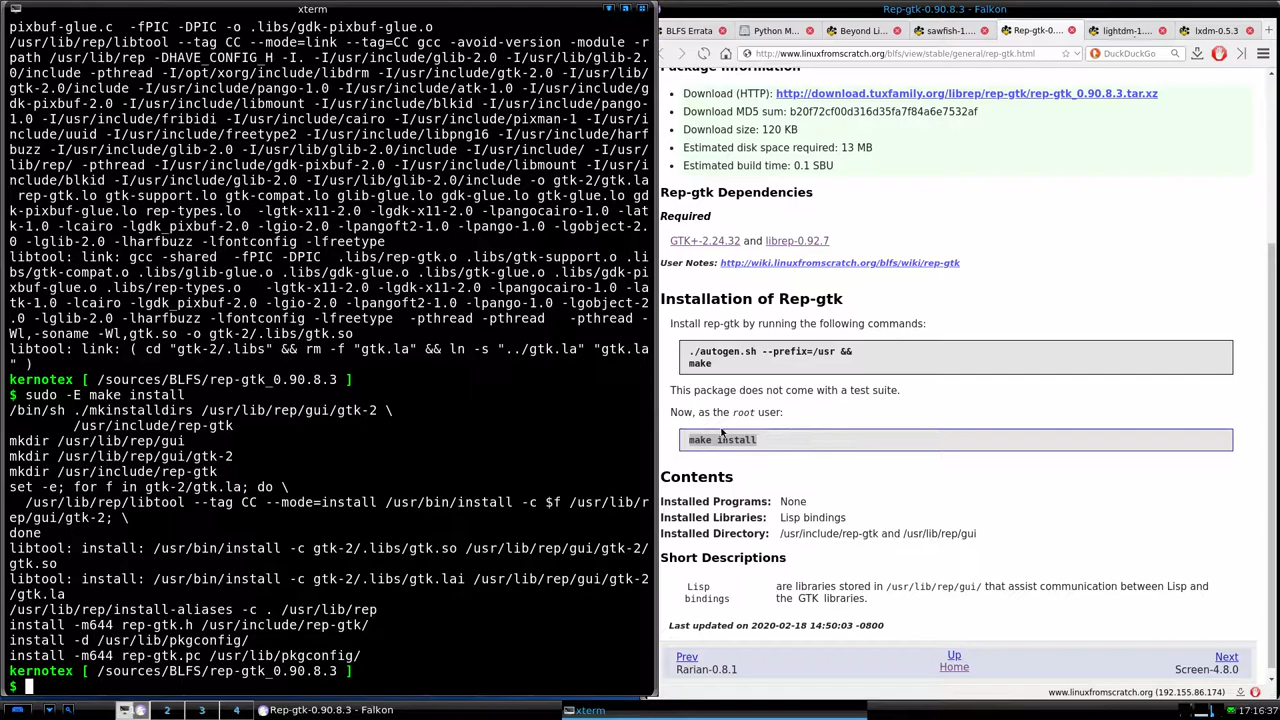 xterm
pixbuf-glue.c  -fPIC -DPIC -o .libs/gdk-pixbuf-glue.o
/usr/lib/rep/libtool --tag CC --mode=link --tag=CC gcc -avoid-version -module -r
path /usr/lib/rep -DHAVE_CONFIG_H -I/usr/include/glib-2.0 -I/usr/lib/glib-2.
0/include -pthread -I/opt/xorg/include/libdrm -I/usr/include/gtk-2.0 -I/usr/lib/
gtk-2.0/include -I/usr/include/pango-1.0 -I/usr/include/atk-1.0 -I/usr/include/g
dk-pixbuf-2.0 -I/usr/include/libmount -I/usr/include/blkid -I/usr/include/pango-
1.0 -I/usr/include/fribidi -I/usr/include/cairo -I/usr/include/pixman-1 -I/usr/i
nclude/uuid -I/usr/include/freetype2 -I/usr/include/libpng16 -I/usr/include/harf
buzz -I/usr/include/glib-2.0 -I/usr/lib/glib-2.0/include -I/usr/include/ -I/usr/
lib/rep/ -pthread -I/usr/include/gdk-pixbuf-2.0 -I/usr/include/libmount -I/usr/i
nclude/blkid -I/usr/include/glib-2.0 -I/usr/lib/glib-2.0/include -o gtk-2/gtk.la
rep-gtk.lo gtk-support.lo gtk-compat.lo glib-glue.lo gdk-glue.lo gtk-glue.lo gd
k-pixbuf-glue.lo rep-types.lo  -lgtk-x11-2.0 -lgdk-x11-2.0 -lpangocairo-1.0 -lat
k-1.0 -lcairo -lgdk_pixbuf-2.0 -lgio-2.0 -lpangoft2-1.0 -lpango-1.0 -lgobject-2.
0 -lglib-2.0 -lharfbuzz -lfontconfig -lfreetype
libtool: link: gcc -shared  -fPIC -DPIC  .libs/rep-gtk.o .libs/gtk-support.o .li
bs/gtk-compat.o .libs/glib-glue.o .libs/gdk-glue.o .libs/gtk-glue.o .libs/gdk-pi
xbuf-glue.o .libs/rep-types.o   -lgtk-x11-2.0 -lgdk-x11-2.0 -lpangocairo-1.0 -la
tk-1.0 -lcairo -lgdk_pixbuf-2.0 -lgio-2.0 -lpangoft2-1.0 -lpango-1.0 -lgobject-2
.0 -lglib-2.0 -lharfbuzz -lfontconfig -lfreetype  -pthread -pthread   -pthread -
Wl,-soname -Wl,gtk.so -o gtk-2/.libs/gtk.so
libtool: link: ( cd "gtk-2/.libs" && rm -f "gtk.la" && ln -s "../gtk.la" "gtk.la
" )
kernotex [ /sources/BLFS/rep-gtk_0.90.8.3 ]
$ sudo -E make install
/bin/sh ./mkinstalldirs /usr/lib/rep/gui/gtk-2 \
/usr/include/rep-gtk
mkdir /usr/lib/rep/gui
mkdir /usr/lib/rep/gui/gtk-2
mkdir /usr/include/rep-gtk
set -e; for f in gtk-2/gtk.la; do \
/usr/lib/rep/libtool --tag CC --mode=install /usr/bin/install -c $f /usr/lib/r
ep/gui/gtk-2; \
done
libtool: install: /usr/bin/install -c gtk-2/.libs/gtk.so /usr/lib/rep/gui/gtk-2/
gtk.so
libtool: install: /usr/bin/install -c gtk-2/.libs/gtk.lai /usr/lib/rep/gui/gtk-2
/gtk.la
/usr/lib/rep/install-aliases -c . /usr/lib/rep
install -m644 rep-gtk.h /usr/include/rep-gtk/
install -d /usr/lib/pkgconfig/
install -m644 rep-gtk.pc /usr/lib/pkgconfig/
kernotex [ /sources/BLFS/rep-gtk_0.90.8.3 ]
$
Rep-gtk-0.90.8.3 - Falkon
BLFS Errata
Python M...
Beyond Li...
sawfish-1...
Rep-gtk-0....
lightdm-1....
lxdm-0.5.3
http://www.linuxfromscratch.org/blfs/view/stable/general/rep-gtk.html
DuckDuckGo
Package Information
• Download (HTTP): http://download.tuxfamily.org/librep/rep-gtk/rep-gtk_0.90.8.3.tar.xz
• Download MD5 sum: b20f72cf00d316d35fa7f84a6e7532af
• Download size: 120 KB
• Estimated disk space required: 13 MB
• Estimated build time: 0.1 SBU
Rep-gtk Dependencies
Required
GTK+-2.24.32 and librep-0.92.7
User Notes: http://wiki.linuxfromscratch.org/blfs/wiki/rep-gtk
Installation of Rep-gtk
Install rep-gtk by running the following commands:
./autogen.sh --prefix=/usr &&
make
This package does not come with a test suite.
Now, as the root user:
make install
Contents
Installed Programs: None
Installed Libraries: Lisp bindings
Installed Directory: /usr/include/rep-gtk and /usr/lib/rep/gui
Short Descriptions
Lisp bindings
are libraries stored in /usr/lib/rep/gui/ that assist communication between Lisp and
the GTK libraries.
Last updated on 2020-02-18 14:50:03 -0800
Prev
Up
Next
Rarian-0.8.1
Home
Screen-4.8.0
www.linuxfromscratch.org (192.155.86.174)
2
3
4
Rep-gtk-0.90.8.3 - Falkon
xterm
17:16:37